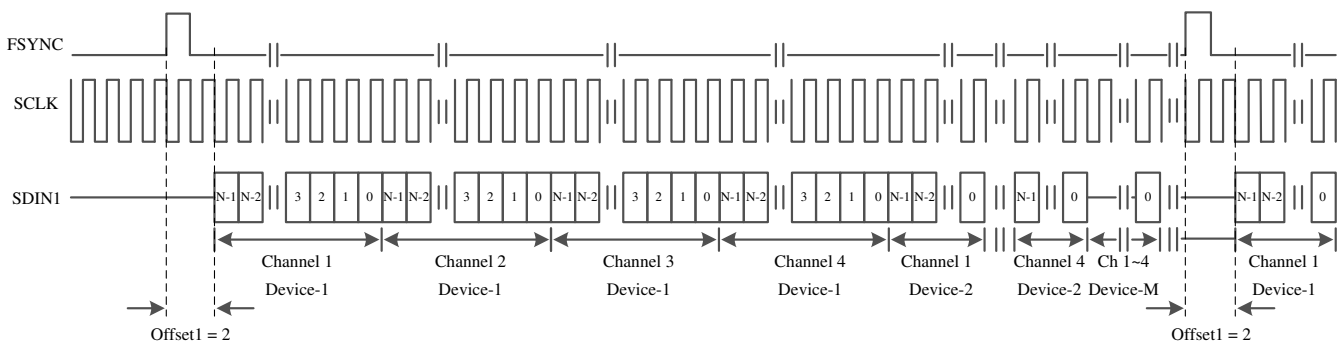 FSYNC
SCLK
SDIN1
N-1 N-2 3 2 1 0 N-1 N-2 3 2 1 0 N-1 N-2 3 2 1 0 N-1 N-2 3 2 1 0 N-1 N-2 0 N-1 0 0 N-1 N-2 0
Channel 1 Channel 2 Channel 3 Channel 4 Channel 1 Channel 4 Ch 1~4 Channel 1
Device-1 Device-1 Device-1 Device-1 Device-2 Device-2 Device-M Device-1
Offset1 = 2 Offset1 = 2